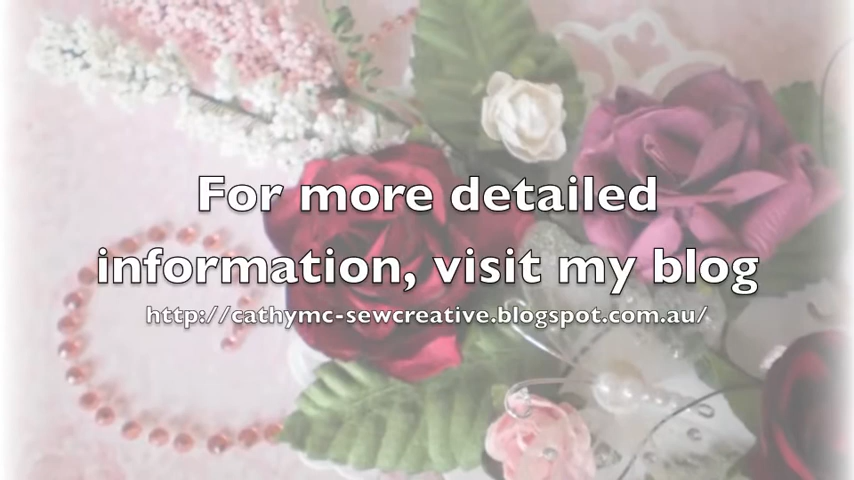 For more detailed
information, visit my blog
http://cathymc-sewcreative.blogspot.com.au/